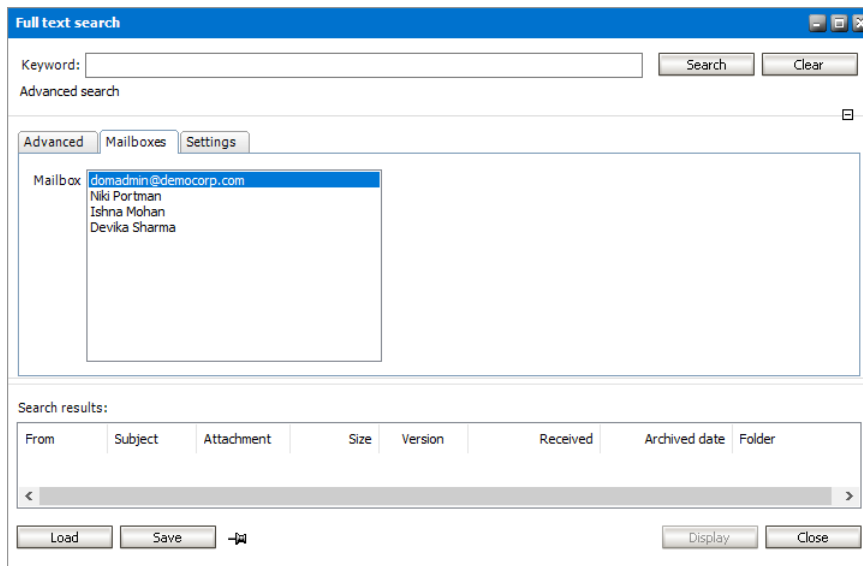 Full text search
Keyword: Search Clear
Advanced search
Advanced Mailboxes Settings
Mailbox domadmin@democorp.com
Niki Portman
Ishna Mohan
Devika Sharma
Search results:
From Subject Attachment Size Version Received Archived date Folder
Load Save Display Close